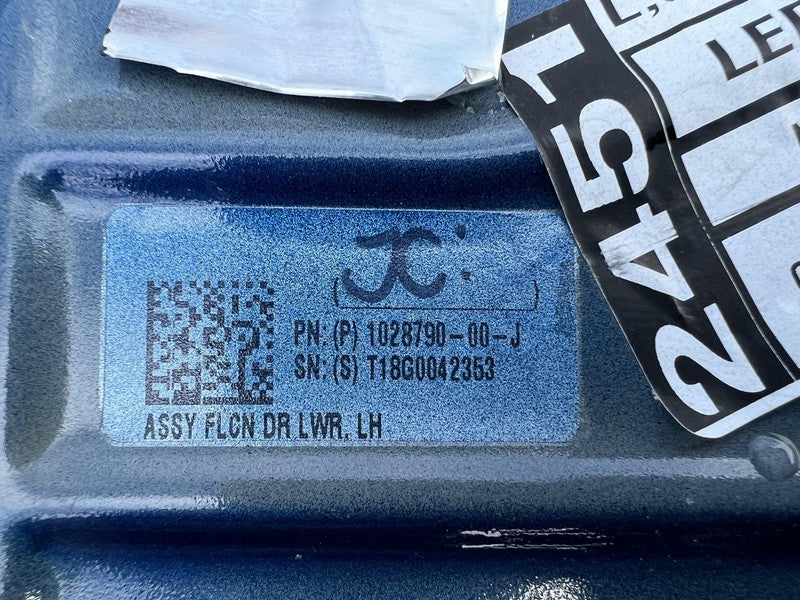 2451
LEF
JC:
PN: (P) 1028790-00-J
SN: (S) T18G0042353
ASSY FLCN DR LWR, LH